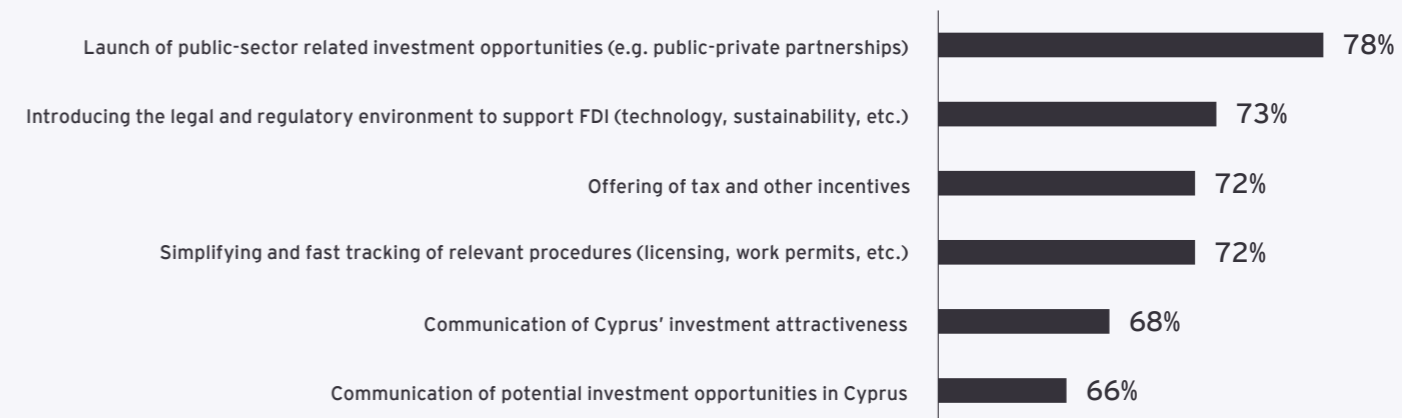 Launch of public-sector related investment opportunities (e.g. public-private partnerships) 78%
Introducing the legal and regulatory environment to support FDI (technology, sustainability, etc.) 73%
Offering of tax and other incentives 72%
Simplifying and fast tracking of relevant procedures (licensing, work permits, etc.) 72%
Communication of Cyprus’ investment attractiveness 68%
Communication of potential investment opportunities in Cyprus 66%